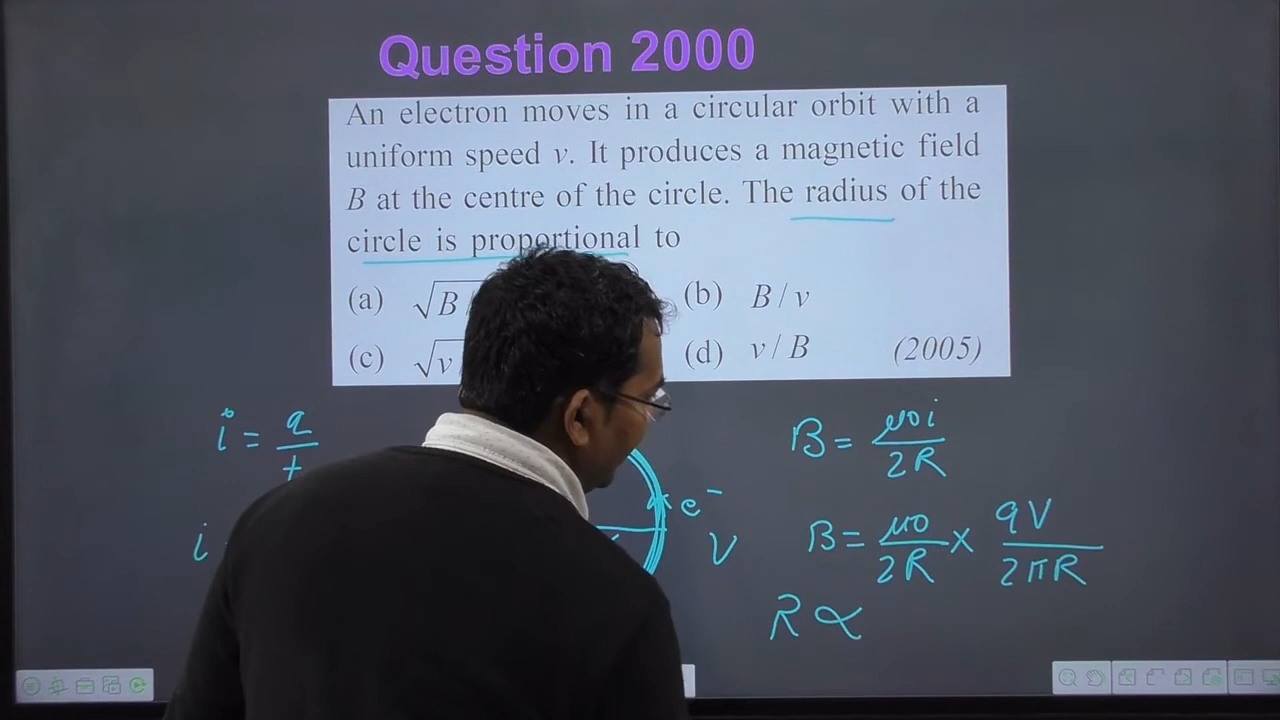 Question 2000
An electron moves in a circular orbit with a
uniform speed v. It produces a magnetic field
B at the centre of the circle. The radius of the
circle is proportional to
(a) √B (b) B/v
(c) √v (d) v/B (2005)
i = q/t
B = μ0i/2R
e⁻
i
V
B = μ0/2R × qV/2πR
R ∝